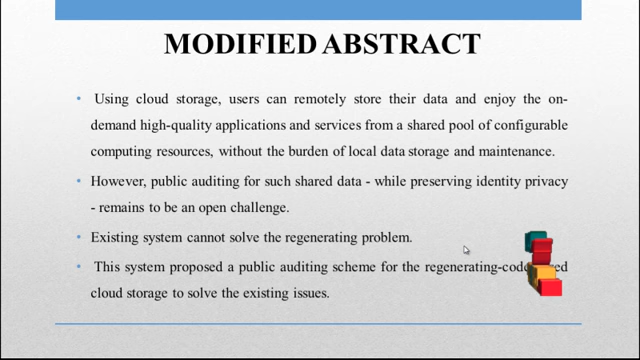 MODIFIED ABSTRACT
• Using cloud storage, users can remotely store their data and enjoy the on-
demand high-quality applications and services from a shared pool of configurable
computing resources, without the burden of local data storage and maintenance.
• However, public auditing for such shared data - while preserving identity privacy
- remains to be an open challenge.
• Existing system cannot solve the regenerating problem.
• This system proposed a public auditing scheme for the
cloud storage to solve the existing issues.